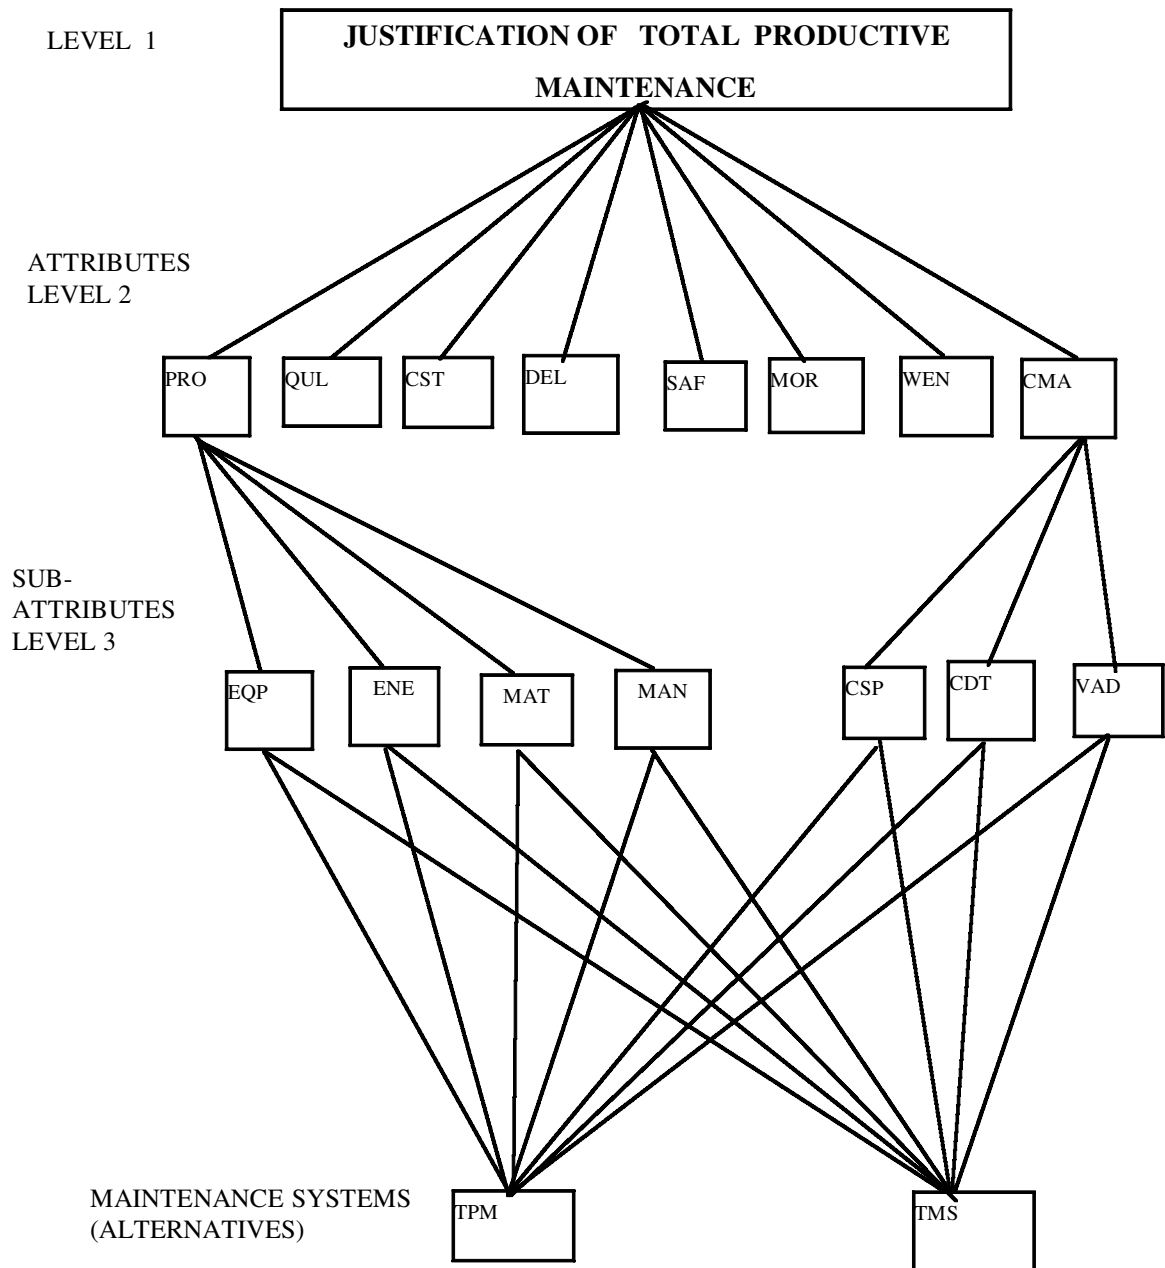 LEVEL 1
JUSTIFICATION OF TOTAL PRODUCTIVE
MAINTENANCE
ATTRIBUTES
LEVEL 2
PRO
QUL
CST
DEL
SAF
MOR
WEN
CMA
SUB-
ATTRIBUTES
LEVEL 3
EQP
ENE
MAT
MAN
CSP
CDT
VAD
MAINTENANCE SYSTEMS
(ALTERNATIVES)
TPM
TMS